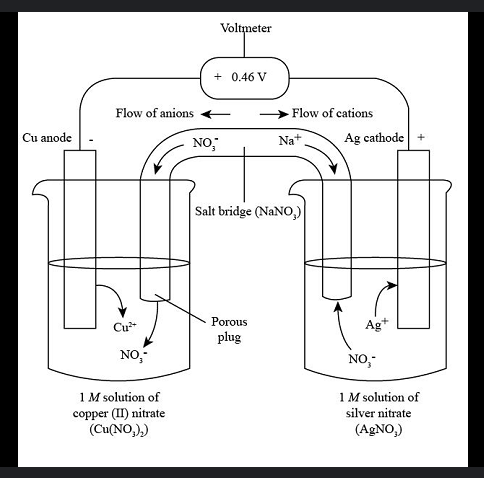 Voltmeter
+ 0.46 V
Flow of anions
Flow of cations
Cu anode -
NO₃⁻
Na⁺
Ag cathode +
Salt bridge (NaNO₃)
Cu²⁺
Porous
plug
Ag⁺
NO₃⁻
NO₃⁻
1 M solution of
copper (II) nitrate
(Cu(NO₃)₂)
1 M solution of
silver nitrate
(AgNO₃)